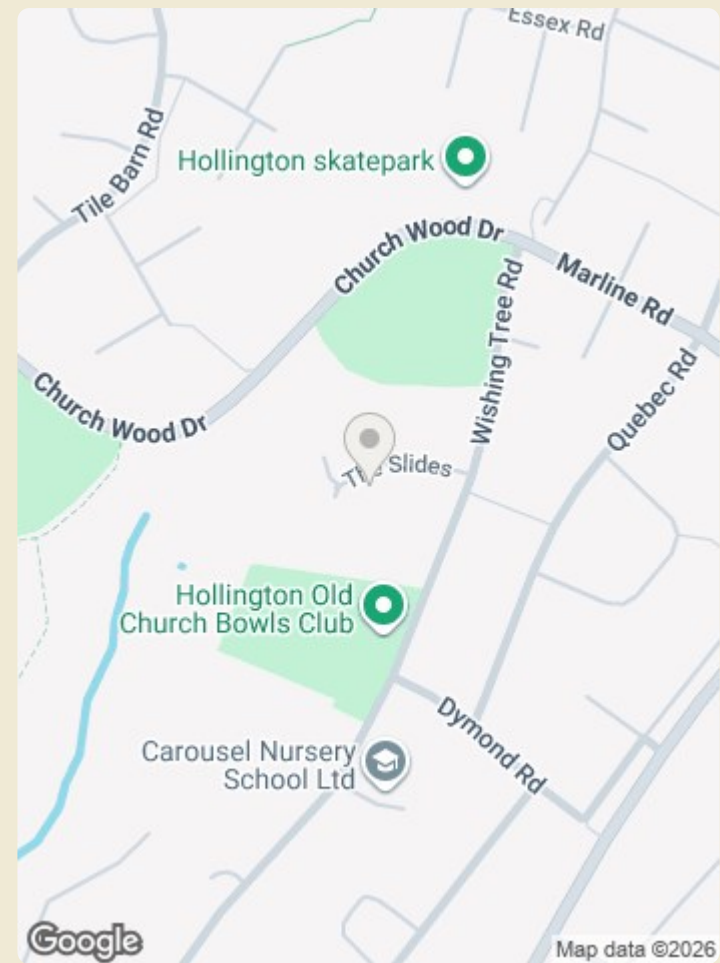 Essex Rd
Tile Barn Rd
Hollington skatepark
Church Wood Dr
Marline Rd
Wishing Tree Rd
Quebec Rd
Church Wood Dr
The Slides
Hollington Old
Church Bowls Club
Dymond Rd
Carousel Nursery
School Ltd
Google
Map data ©2026